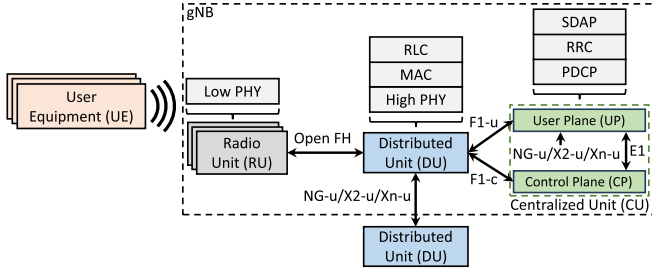 gNB
SDAP
RRC
PDCP
RLC
MAC
High PHY
Low PHY
User
Equipment (UE)
Radio
Unit (RU)
Open FH
Distributed
Unit (DU)
F1-u
F1-c
User Plane (UP)
NG-u/X2-u/Xn-u
E1
Control Plane (CP)
Centralized Unit (CU)
NG-u/X2-u/Xn-u
Distributed
Unit (DU)